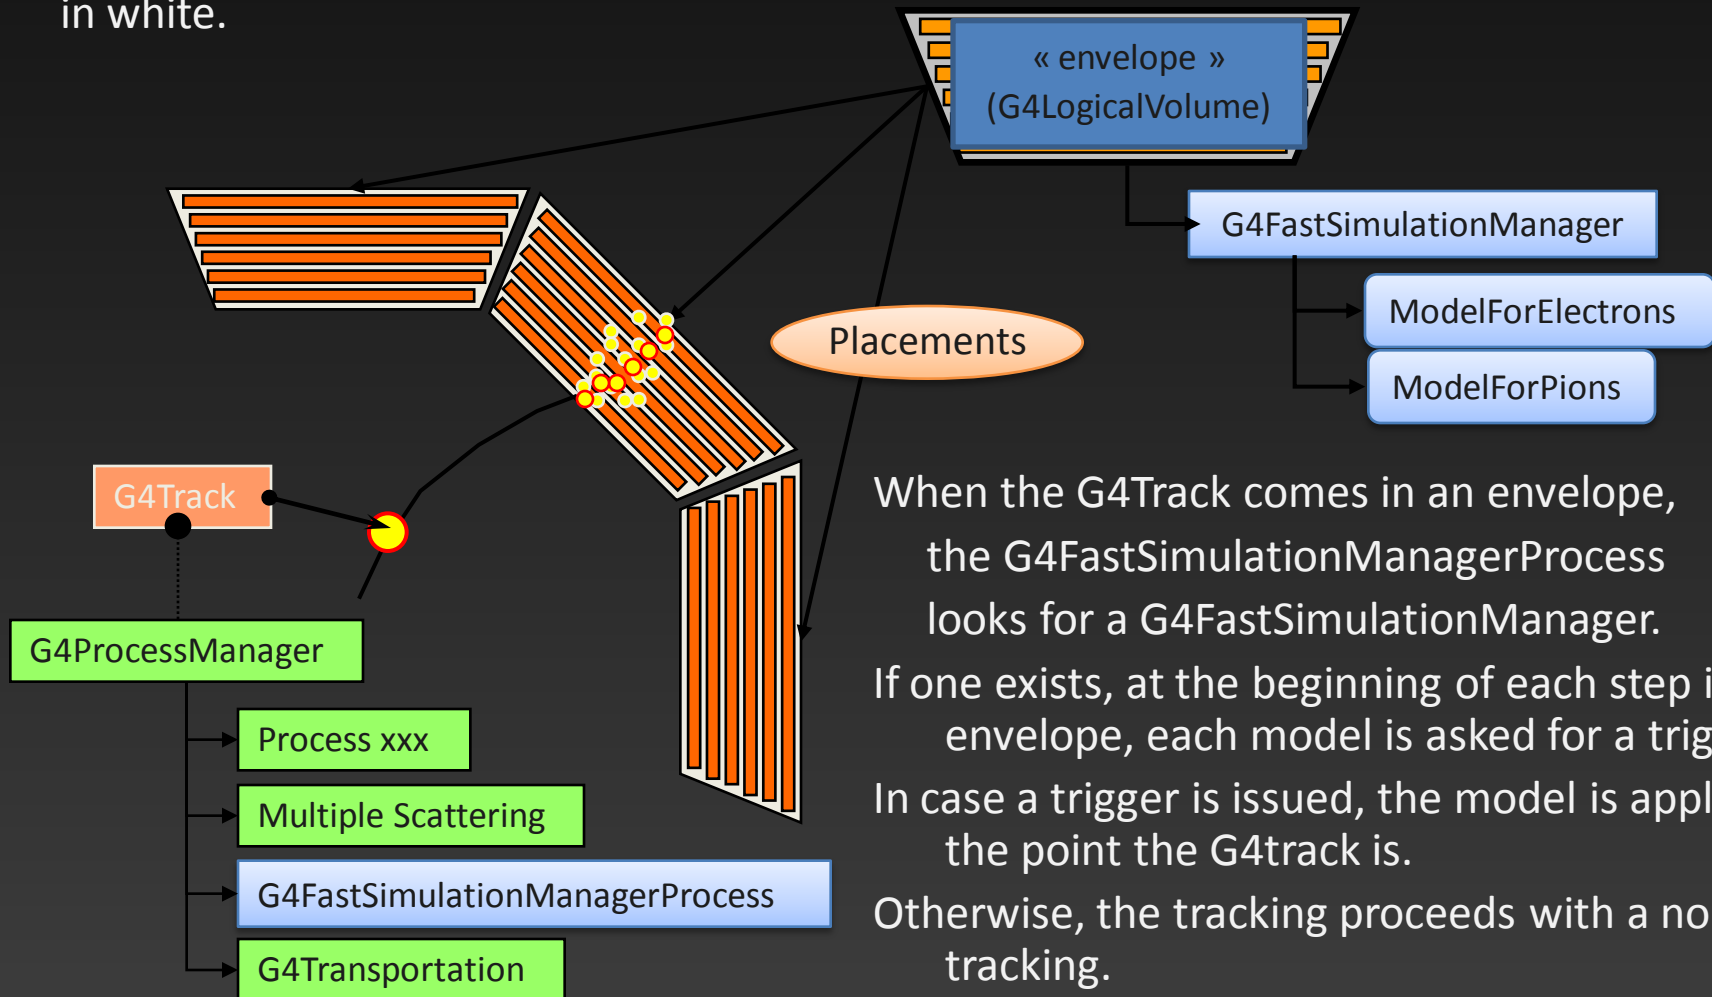 in white.
« envelope »
(G4LogicalVolume)
G4FastSimulationManager
ModelForElectrons
ModelForPions
Placements
G4Track
G4ProcessManager
Process xxx
Multiple Scattering
G4FastSimulationManagerProcess
G4Transportation
When the G4Track comes in an envelope,
the G4FastSimulationManagerProcess
looks for a G4FastSimulationManager.
If one exists, at the beginning of each step
envelope, each model is asked for a
In case a trigger is issued, the model is
the point the G4track is.
Otherwise, the tracking proceeds with a
tracking.